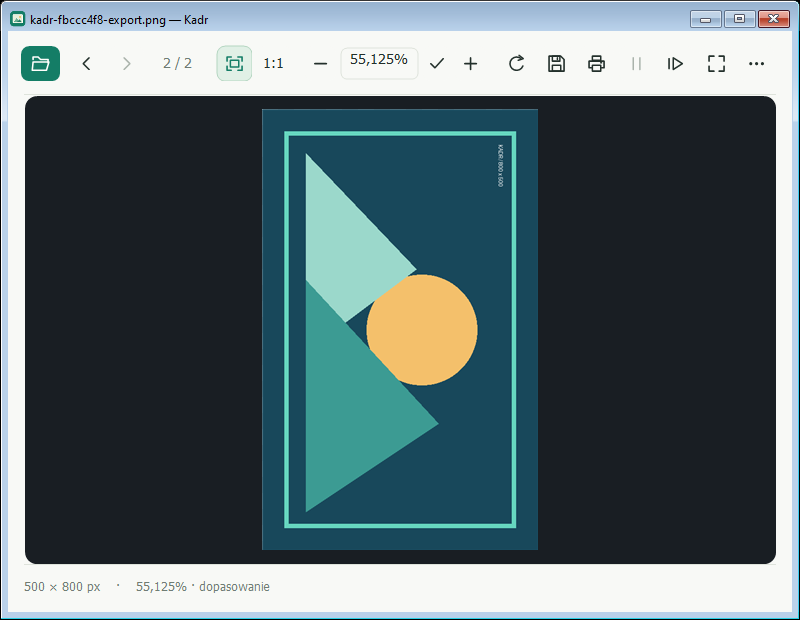 kadr-fbccc4f8-export.png — Kadr
2 / 2
1:1
55,125%
KADR / 800 x 500
500 × 800 px · 55,125% · dopasowanie